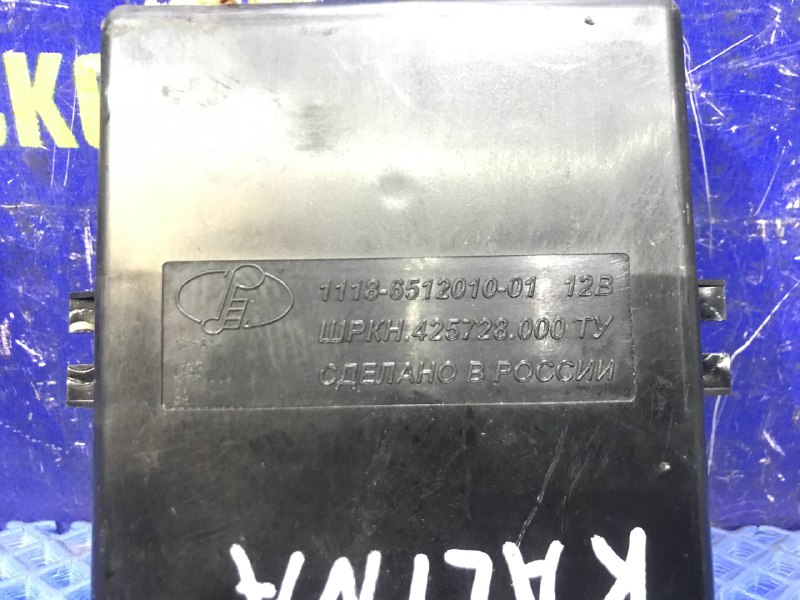 1118-6512010-01 12В
ШРКН.425728.000 ТУ
СДЕЛАНО В РОССИИ
KALINA